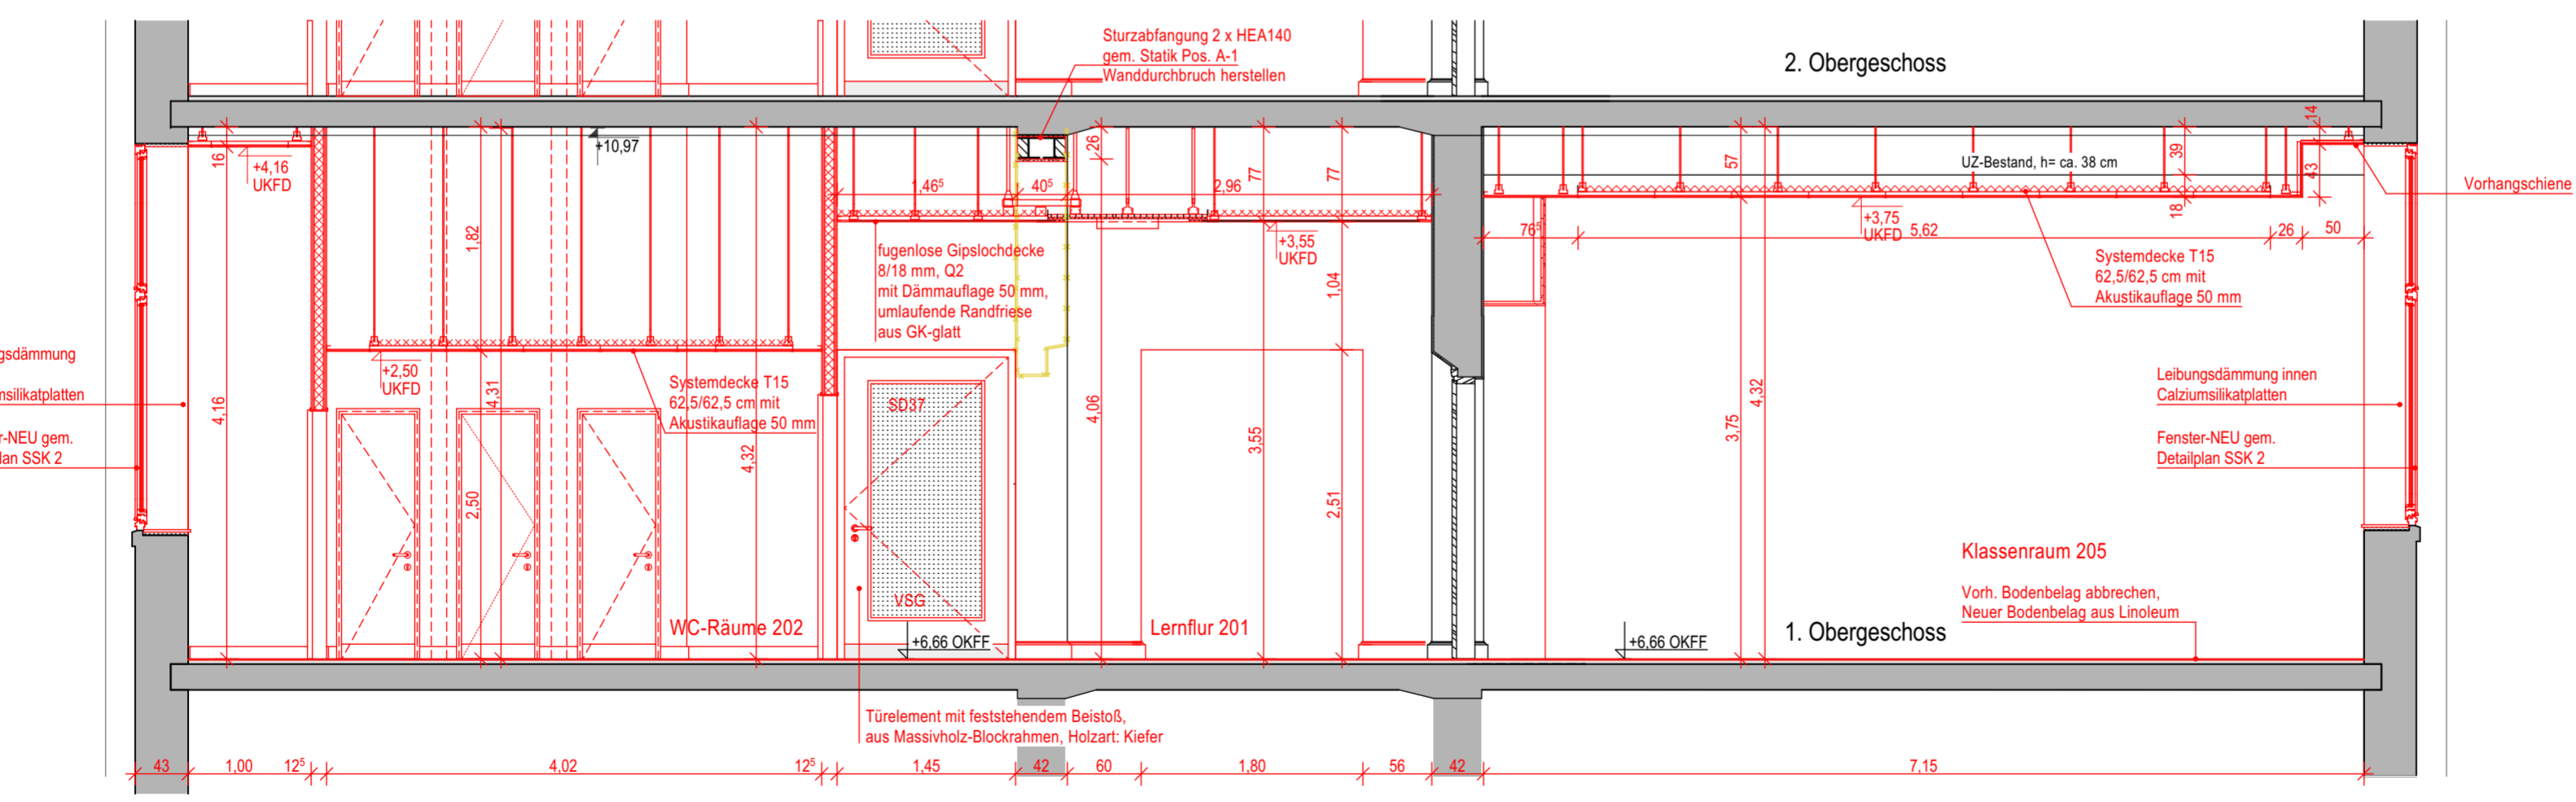 Sturzabfangung 2 x HEA140
gem. Statik Pos. A-1
Wanddurchbruch herstellen
2. Obergeschoss
+10,97
16
+4,16
UKFD
1,82
4,31
26
77
77
1,46⁵
40⁵
2,96
57
UZ-Bestand, h= ca. 38 cm
39
14
43
18
Vorhangschiene
+3,75
UKFD
76⁵
5,62
26
50
+3,55
UKFD
fugenlose Gipslochdecke
8/18 mm, Q2
mit Dämmauflage 50 mm,
umlaufende Randfriese
aus GK-glatt
1,04
Systemdecke T15
62,5/62,5 cm mit
Akustikauflage 50 mm
gsdämmung
nsilikatplatten
r-NEU gem.
lan SSK 2
+2,50
UKFD
Systemdecke T15
62,5/62,5 cm mit
Akustikauflage 50 mm
4,16
2,50
4,32
SD37
VSG
4,06
3,55
2,51
3,75
4,32
Leibungsdämmung innen
Calziumsilikatplatten
Fenster-NEU gem.
Detailplan SSK 2
Klassenraum 205
Vorh. Bodenbelag abbrechen,
Neuer Bodenbelag aus Linoleum
WC-Räume 202
+6,66 OKFF
Lernflur 201
+6,66 OKFF
1. Obergeschoss
Türelement mit feststehendem Beistoß,
aus Massivholz-Blockrahmen, Holzart: Kiefer
43
1,00
12⁵
4,02
12⁵
1,45
42
60
1,80
56
42
7,15